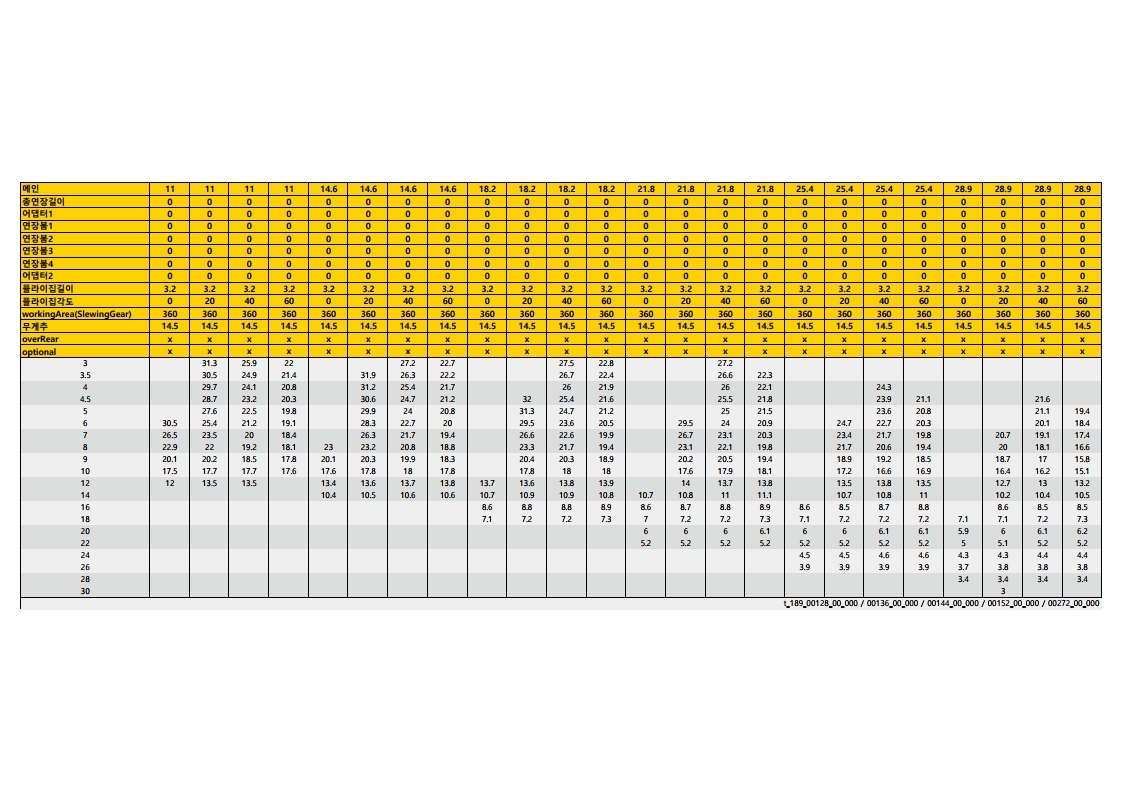 메인 11 11 11 11 14.6 14.6 14.6 14.6 18.2 18.2 18.2 18.2 21.8 21.8 21.8 21.8 25.4 25.4 25.4 25.4 28.9 28.9 28.9 28.9
총연장길이 0 0 0 0 0 0 0 0 0 0 0 0 0 0 0 0 0 0 0 0 0 0 0 0
어댑터1 0 0 0 0 0 0 0 0 0 0 0 0 0 0 0 0 0 0 0 0 0 0 0 0
연장붐1 0 0 0 0 0 0 0 0 0 0 0 0 0 0 0 0 0 0 0 0 0 0 0 0
연장붐2 0 0 0 0 0 0 0 0 0 0 0 0 0 0 0 0 0 0 0 0 0 0 0 0
연장붐3 0 0 0 0 0 0 0 0 0 0 0 0 0 0 0 0 0 0 0 0 0 0 0 0
연장붐4 0 0 0 0 0 0 0 0 0 0 0 0 0 0 0 0 0 0 0 0 0 0 0 0
어댑터2 0 0 0 0 0 0 0 0 0 0 0 0 0 0 0 0 0 0 0 0 0 0 0 0
플라이집길이 3.2 3.2 3.2 3.2 3.2 3.2 3.2 3.2 3.2 3.2 3.2 3.2 3.2 3.2 3.2 3.2 3.2 3.2 3.2 3.2 3.2 3.2 3.2 3.2
플라이집각도 0 20 40 60 0 20 40 60 0 20 40 60 0 20 40 60 0 20 40 60 0 20 40 60
workingArea(SlewingGear) 360 360 360 360 360 360 360 360 360 360 360 360 360 360 360 360 360 360 360 360 360 360 360 360
무게추 14.5 14.5 14.5 14.5 14.5 14.5 14.5 14.5 14.5 14.5 14.5 14.5 14.5 14.5 14.5 14.5 14.5 14.5 14.5 14.5 14.5 14.5 14.5 14.5
overRear x x x x x x x x x x x x x x x x x x x x x x x x
optional x x x x x x x x x x x x x x x x x x x x x x x x
3 31.3 25.9 22 27.2 22.7 27.5 22.8 27.2
3.5 30.5 24.9 21.4 31.9 26.3 22.2 26.7 22.4 26.6 22.3
4 29.7 24.1 20.8 31.2 25.4 21.7 26 21.9 26 22.1 24.3
4.5 28.7 23.2 20.3 30.6 24.7 21.2 32 25.4 21.6 25.5 21.8 23.9 21.1 21.6
5 27.6 22.5 19.8 29.9 24 20.8 31.3 24.7 21.2 25 21.5 23.6 20.8 21.1 19.4
6 30.5 25.4 21.2 19.1 28.3 22.7 20 29.5 23.6 20.5 29.5 24 20.9 24.7 22.7 20.3 20.1 18.4
7 26.5 23.5 20 18.4 26.3 21.7 19.4 26.6 22.6 19.9 26.7 23.1 20.3 23.4 21.7 19.8 20.7 19.1 17.4
8 22.9 22 19.2 18.1 23 23.2 20.8 18.8 23.3 21.7 19.4 23.1 22.1 19.8 21.7 20.6 19.4 20 18.1 16.6
9 20.1 20.2 18.5 17.8 20.1 20.3 19.9 18.3 20.4 20.3 18.9 20.2 20.5 19.4 18.9 19.2 18.5 18.7 17 15.8
10 17.5 17.7 17.7 17.6 17.6 17.8 18 17.8 17.8 18 18 17.6 17.9 18.1 17.2 16.6 16.9 16.4 16.2 15.1
12 12 13.5 13.5 13.4 13.6 13.7 13.8 13.7 13.6 13.8 13.9 14 13.7 13.8 13.5 13.8 13.5 12.7 13 13.2
14 10.4 10.5 10.6 10.6 10.7 10.9 10.9 10.8 10.7 10.8 11 11.1 10.7 10.8 11 10.2 10.4 10.5
16 8.6 8.8 8.8 8.9 8.6 8.7 8.8 8.9 8.6 8.5 8.7 8.8 8.6 8.5 8.5
18 7.1 7.2 7.2 7.3 7 7.2 7.2 7.3 7.1 7.2 7.2 7.2 7.1 7.1 7.2 7.3
20 6 6 6 6.1 6 6 6.1 6.1 5.9 6 6.1 6.2
22 5.2 5.2 5.2 5.2 5.2 5.2 5.2 5.2 5 5.1 5.2 5.2
24 4.5 4.5 4.6 4.6 4.3 4.3 4.4 4.4
26 3.9 3.9 3.9 3.9 3.7 3.8 3.8 3.8
28 3.4 3.4 3.4 3.4
30 3
t_189_00128_00_000 / 00136_00_000 / 00144_00_000 / 00152_00_000 / 00272_00_000